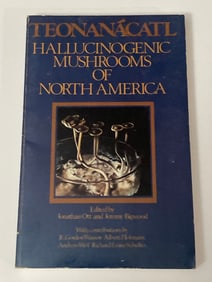 TEONANÁCATL
HALLUCINOGENIC
MUSHROOMS
OF
NORTH AMERICA
Edited by
Jonathan Ott and Jeremy Bigwood
With contributions by
R. Gordon Wasson Albert Hofmann
Andrew Weil Richard Evans Schultes